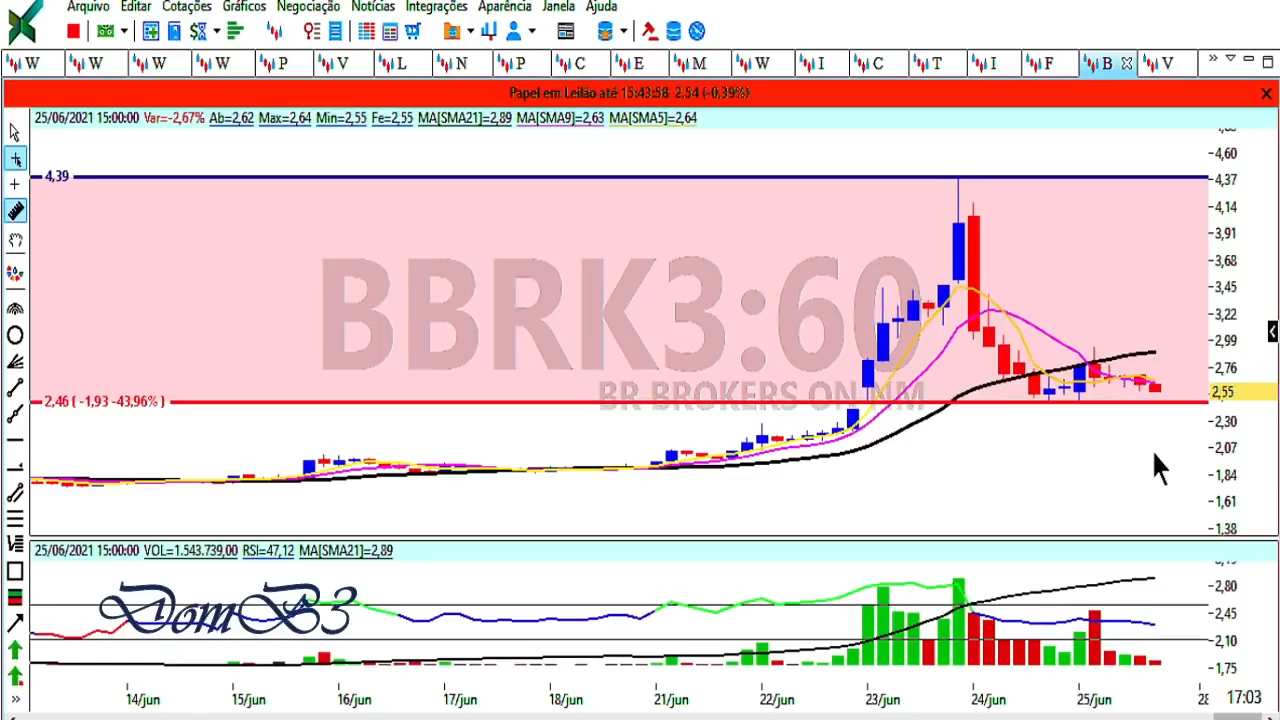 Arquivo Editar Cotações Gráficos Negociação Notícias Integrações Aparência Janela Ajuda
W W W W P V L N P C E M W I C T I F B V
Papel em Leilão até 15:43:58 2,54 (-0,39%)
25/06/2021 15:00:00 Var=-2,67% Ab=2,62 Max=2,64 Min=2,55 Fe=2,55 MA[SMA21]=2,89 MA[SMA9]=2,63 MA[SMA5]=2,64
4,60
4,39
4,37
4,14
3,91
3,68
3,45
3,22
2,99
2,76
2,55
BBRK3:60
BR BROKERS ON NM
2,46 ( -1,93 -43,96% )
2,30
2,07
1,84
1,61
1,38
25/06/2021 15:00:00 VOL=1.543.739,00 RSI=47,12 MA[SMA21]=2,89
DomB3
2,80
2,45
2,10
1,75
14/jun 15/jun 16/jun 17/jun 18/jun 21/jun 22/jun 23/jun 24/jun 25/jun 28 17:03